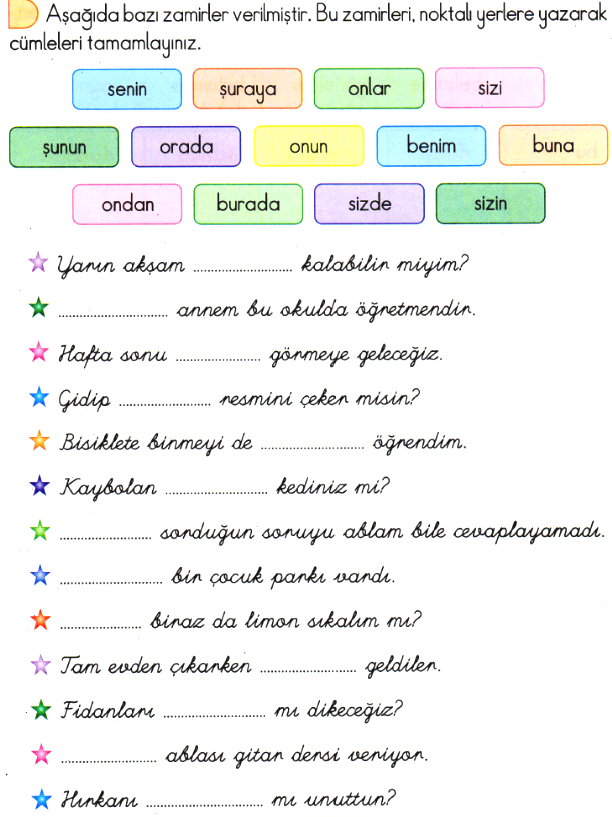 Aşağıda bazı zamirler verilmiştir. Bu zamirleri, noktalı yerlere yazarak
cümleleri tamamlayınız.
senin şuraya onlar sizi
şunun orada onun benim buna
ondan burada sizde sizin
Yarın akşam .............................. kalabilir miyim?
.............................. annem bu okulda öğretmendir.
Hafta sonu ........................ görmeye geleceğiz.
Gidip .......................... resmini çeker misin?
Bisiklete binmeyi de .............................. öğrendim.
Kaybolan .............................. kediniz mi?
.......................... sorduğun soruyu ablam bile cevaplayamadı.
.............................. bir çocuk parkı vardı.
........................ biraz da limon sıkalım mı?
Tam evden çıkarken ............................ geldiler.
Fidanları .............................. mı dikeceğiz?
............................ ablası gitar dersi veriyor.
Hırkanı .................................. mı unuttun?